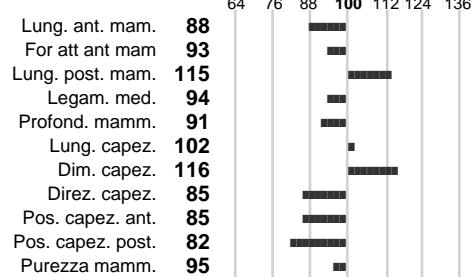 64 76 88 100 112 124 136
Lung. ant. mam. 88
For att ant mam 93
Lung. post. mam. 115
Legam. med. 94
Profond. mamm. 91
Lung. capez. 102
Dim. capez. 116
Direz. capez. 85
Pos. capez. ant. 85
Pos. capez. post. 82
Purezza mamm. 95